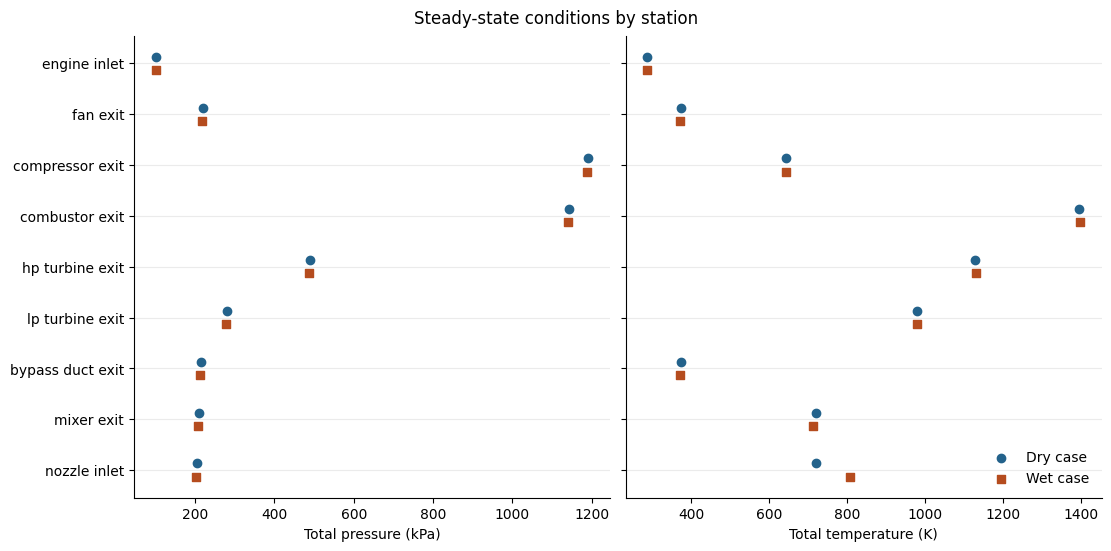 Steady-state conditions by station
engine inlet
fan exit
compressor exit
combustor exit
hp turbine exit
lp turbine exit
bypass duct exit
mixer exit
nozzle inlet
Dry case
Wet case
200 400 600 800 1000 1200
400 600 800 1000 1200 1400
Total pressure (kPa)
Total temperature (K)